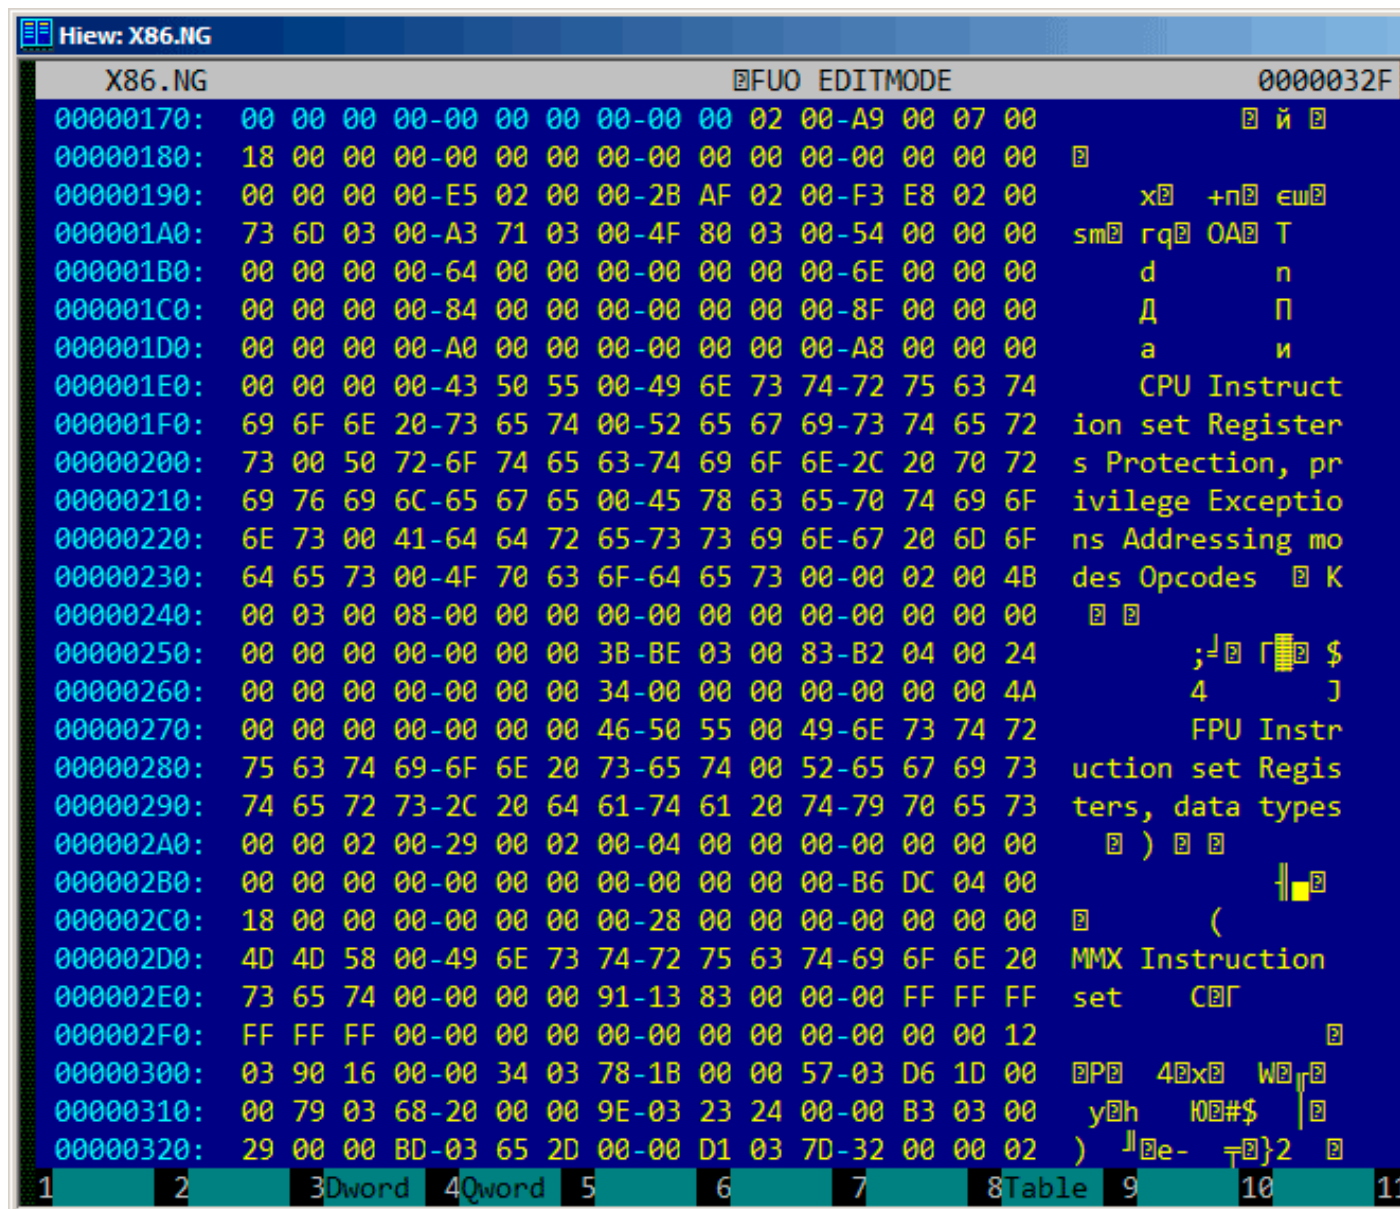 Hiew: X86.NG
X86.NG FUO EDITMODE 0000032F
00000170: 00 00 00 00-00 00 00 00-00 00 02 00-A9 00 07 00 й
00000180: 18 00 00 00-00 00 00 00-00 00 00 00-00 00 00 00
00000190: 00 00 00 00-E5 02 00 00-2B AF 02 00-F3 E8 02 00 х +п єш
000001A0: 73 6D 03 00-A3 71 03 00-4F 80 03 00-54 00 00 00 sm гq OA T
000001B0: 00 00 00 00-64 00 00 00-00 00 00 00-6E 00 00 00 d n
000001C0: 00 00 00 00-84 00 00 00-00 00 00 00-8F 00 00 00 Д П
000001D0: 00 00 00 00-A0 00 00 00-00 00 00 00-A8 00 00 00 а и
000001E0: 00 00 00 00-43 50 55 00-49 6E 73 74-72 75 63 74 CPU Instruct
000001F0: 69 6F 6E 20-73 65 74 00-52 65 67 69-73 74 65 72 ion set Register
00000200: 73 00 50 72-6F 74 65 63-74 69 6F 6E-2C 20 70 72 s Protection, pr
00000210: 69 76 69 6C-65 67 65 00-45 78 63 65-70 74 69 6F ivilege Exceptio
00000220: 6E 73 00 41-64 64 72 65-73 73 69 6E-67 20 6D 6F ns Addressing mo
00000230: 64 65 73 00-4F 70 63 6F-64 65 73 00-00 02 00 4B des Opcodes K
00000240: 00 03 00 08-00 00 00 00-00 00 00 00-00 00 00 00
00000250: 00 00 00 00-00 00 00 3B-BE 03 00 83-B2 04 00 24 ;╛ Г▓ $
00000260: 00 00 00 00-00 00 00 34-00 00 00 00-00 00 00 4A 4 J
00000270: 00 00 00 00-00 00 00 46-50 55 00 49-6E 73 74 72 FPU Instr
00000280: 75 63 74 69-6F 6E 20 73-65 74 00 52-65 67 69 73 uction set Regis
00000290: 74 65 72 73-2C 20 64 61-74 61 20 74-79 70 65 73 ters, data types
000002A0: 00 00 02 00-29 00 02 00-04 00 00 00-00 00 00 00 )
000002B0: 00 00 00 00-00 00 00 00-00 00 00 00-B6 DC 04 00 ╢▄
000002C0: 18 00 00 00-00 00 00 00-28 00 00 00-00 00 00 00 (
000002D0: 4D 4D 58 00-49 6E 73 74-72 75 63 74-69 6F 6E 20 MMX Instruction
000002E0: 73 65 74 00-00 00 00 91-13 83 00 00-00 FF FF FF set С Г
000002F0: FF FF FF 00-00 00 00 00-00 00 00 00-00 00 00 12
00000300: 03 90 16 00-00 34 03 78-1B 00 00 57-03 D6 1D 00 Р 4 x W ╓
00000310: 00 79 03 68-20 00 00 9E-03 23 24 00-00 B3 03 00 y h Ю #$ │
00000320: 29 00 00 BD-03 65 2D 00-00 D1 03 7D-32 00 00 02 ) ╜ e- ╤ }2
1 2 3Dword 4Qword 5 6 7 8Table 9 10 11